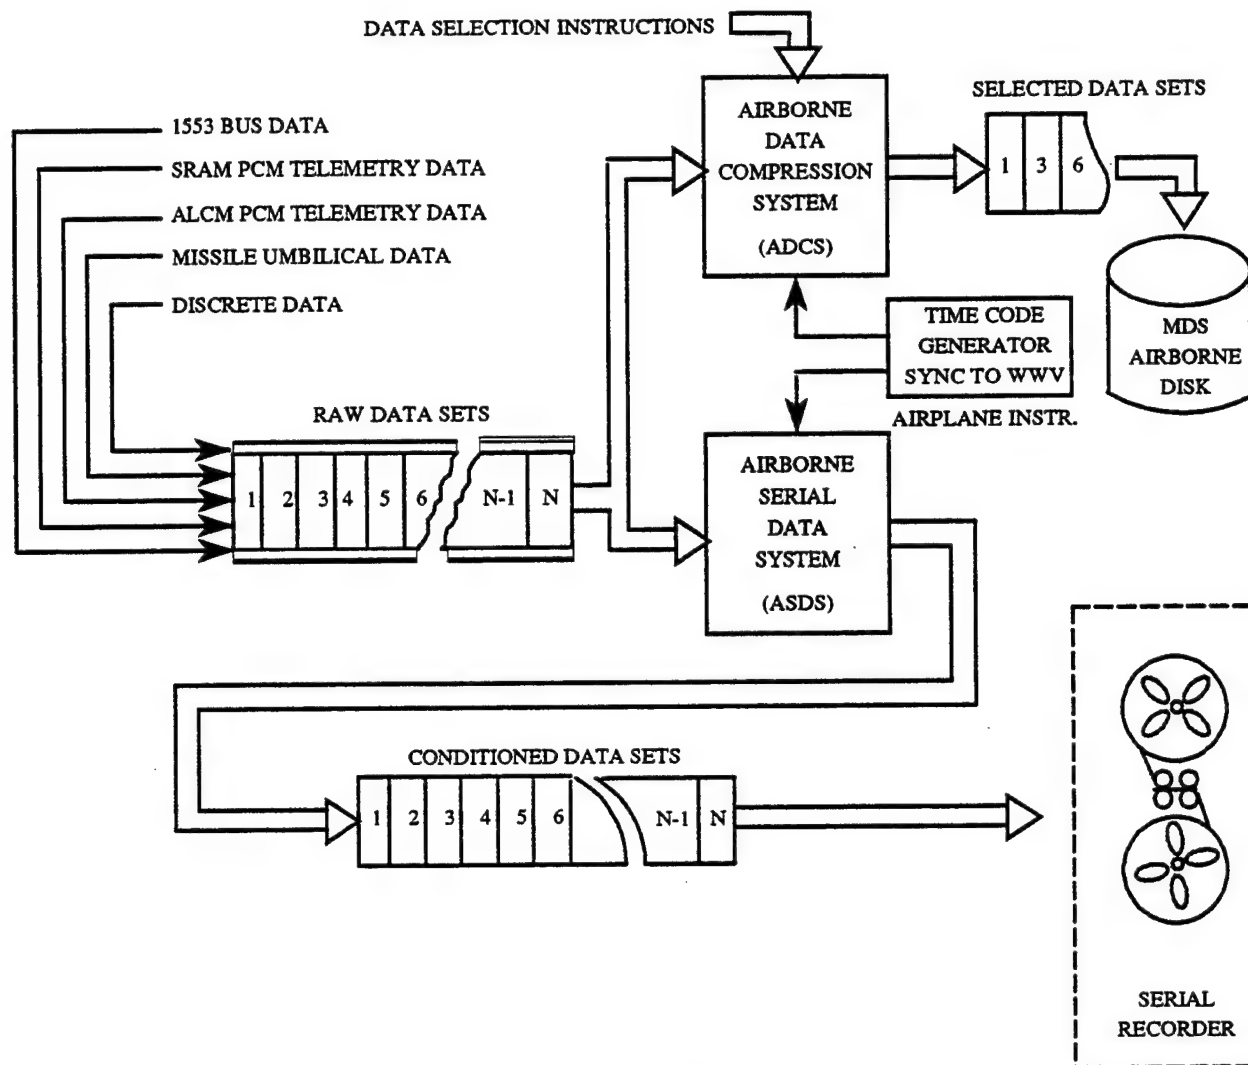 DATA SELECTION INSTRUCTIONS
AIRBORNE
DATA
COMPRESSION
SYSTEM
(ADCS)
SELECTED DATA SETS
1 3 6
1553 BUS DATA
SRAM PCM TELEMETRY DATA
ALCM PCM TELEMETRY DATA
MISSILE UMBILICAL DATA
DISCRETE DATA
MDS
AIRBORNE
DISK
TIME CODE
GENERATOR
SYNC TO WWV
AIRPLANE INSTR.
RAW DATA SETS
1 2 3 4 5 6 N-1 N
AIRBORNE
SERIAL
DATA
SYSTEM
(ASDS)
CONDITIONED DATA SETS
1 2 3 4 5 6 N-1 N
SERIAL
RECORDER